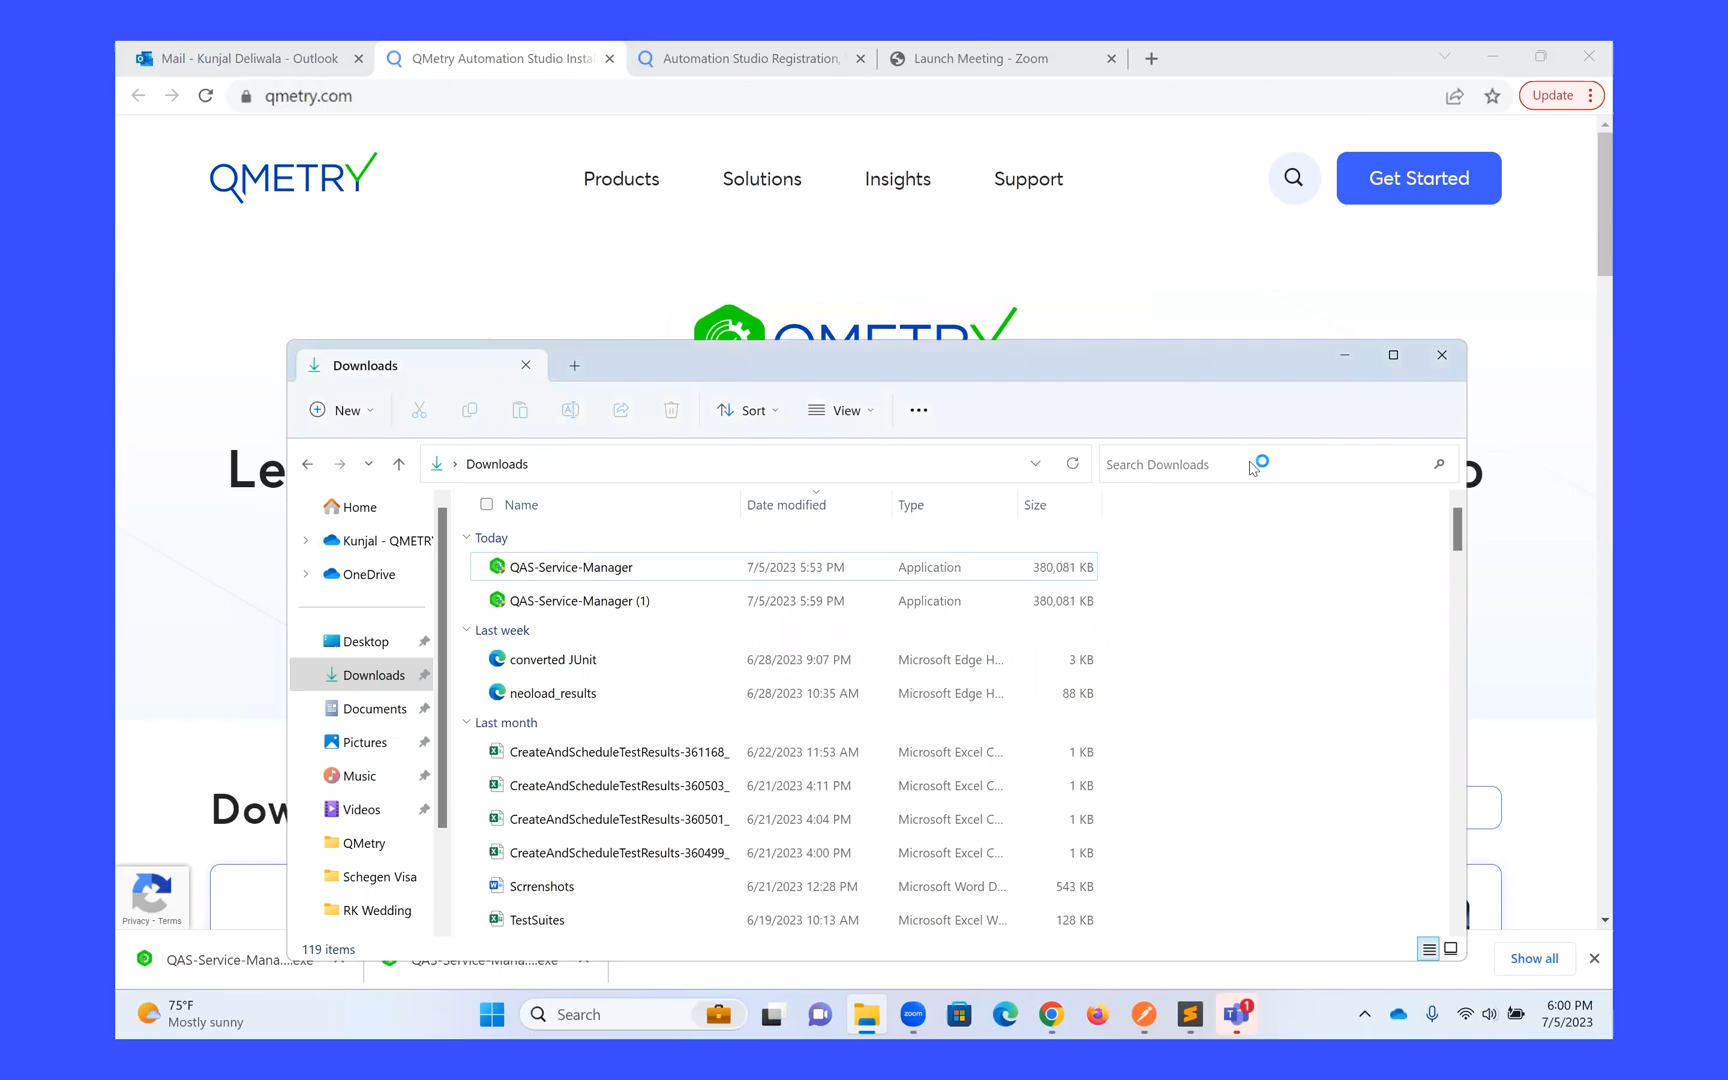 Mail - Kunjal Deliwala - Outlook
QMetry Automation Studio Insta
Automation Studio Registration,
Launch Meeting - Zoom
qmetry.com
Update
QMETRY
Products
Solutions
Insights
Support
Get Started
QMETRY
Le
o
Downloads
New
Sort
View
Downloads
Search Downloads
Home
Kunjal - QMETRY
OneDrive
Desktop
Downloads
Documents
Pictures
Music
Videos
QMetry
Schegen Visa
RK Wedding
Name Date modified Type Size
Today
QAS-Service-Manager 7/5/2023 5:53 PM Application 380,081 KB
QAS-Service-Manager (1) 7/5/2023 5:59 PM Application 380,081 KB
Last week
converted JUnit 6/28/2023 9:07 PM Microsoft Edge H... 3 KB
neoload_results 6/28/2023 10:35 AM Microsoft Edge H... 88 KB
Last month
CreateAndScheduleTestResults-361168_ 6/22/2023 11:53 AM Microsoft Excel C... 1 KB
CreateAndScheduleTestResults-360503_ 6/21/2023 4:11 PM Microsoft Excel C... 1 KB
CreateAndScheduleTestResults-360501_ 6/21/2023 4:04 PM Microsoft Excel C... 1 KB
CreateAndScheduleTestResults-360499_ 6/21/2023 4:00 PM Microsoft Excel C... 1 KB
Scrrenshots 6/21/2023 12:28 PM Microsoft Word D... 543 KB
TestSuites 6/19/2023 10:13 AM Microsoft Excel W... 128 KB
119 items
Dow
Privacy - Terms
QAS-Service-Mana....exe
QAS-Service-Mana....exe
Show all
75°F
Mostly sunny
Search
zoom
1
6:00 PM
7/5/2023